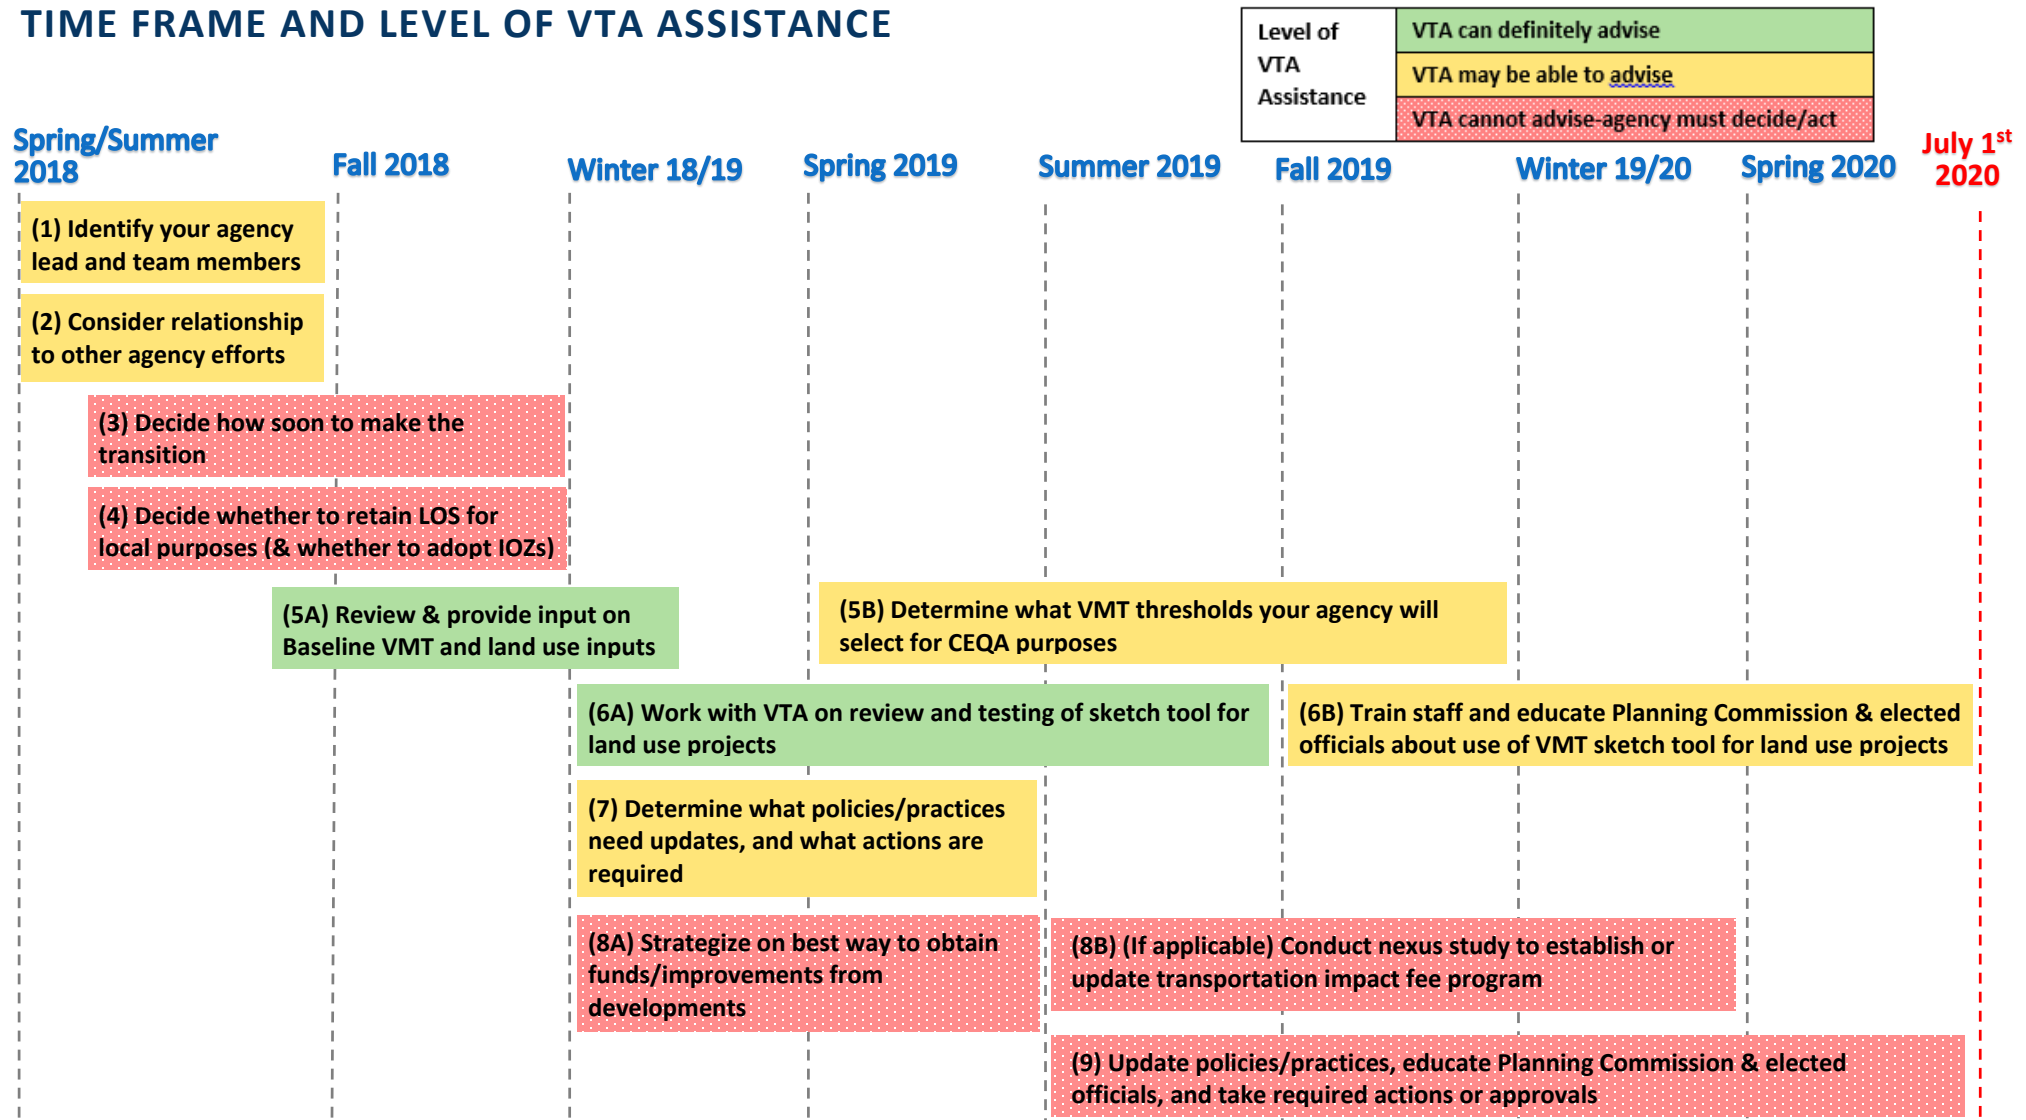 TIME FRAME AND LEVEL OF VTA ASSISTANCE
Level of
VTA
Assistance
VTA can definitely advise
VTA may be able to advise
VTA cannot advise-agency must decide/act
Spring/Summer
2018
Fall 2018
Winter 18/19
Spring 2019
Summer 2019
Fall 2019
Winter 19/20
Spring 2020
July 1st
2020
(1) Identify your agency
lead and team members
(2) Consider relationship
to other agency efforts
(3) Decide how soon to make the
transition
(4) Decide whether to retain LOS for
local purposes (& whether to adopt IOZs)
(5A) Review & provide input on
Baseline VMT and land use inputs
(5B) Determine what VMT thresholds your agency will
select for CEQA purposes
(6A) Work with VTA on review and testing of sketch tool for
land use projects
(6B) Train staff and educate Planning Commission & elected
officials about use of VMT sketch tool for land use projects
(7) Determine what policies/practices
need updates, and what actions are
required
(8A) Strategize on best way to obtain
funds/improvements from
developments
(8B) (If applicable) Conduct nexus study to establish or
update transportation impact fee program
(9) Update policies/practices, educate Planning Commission & elected
officials, and take required actions or approvals